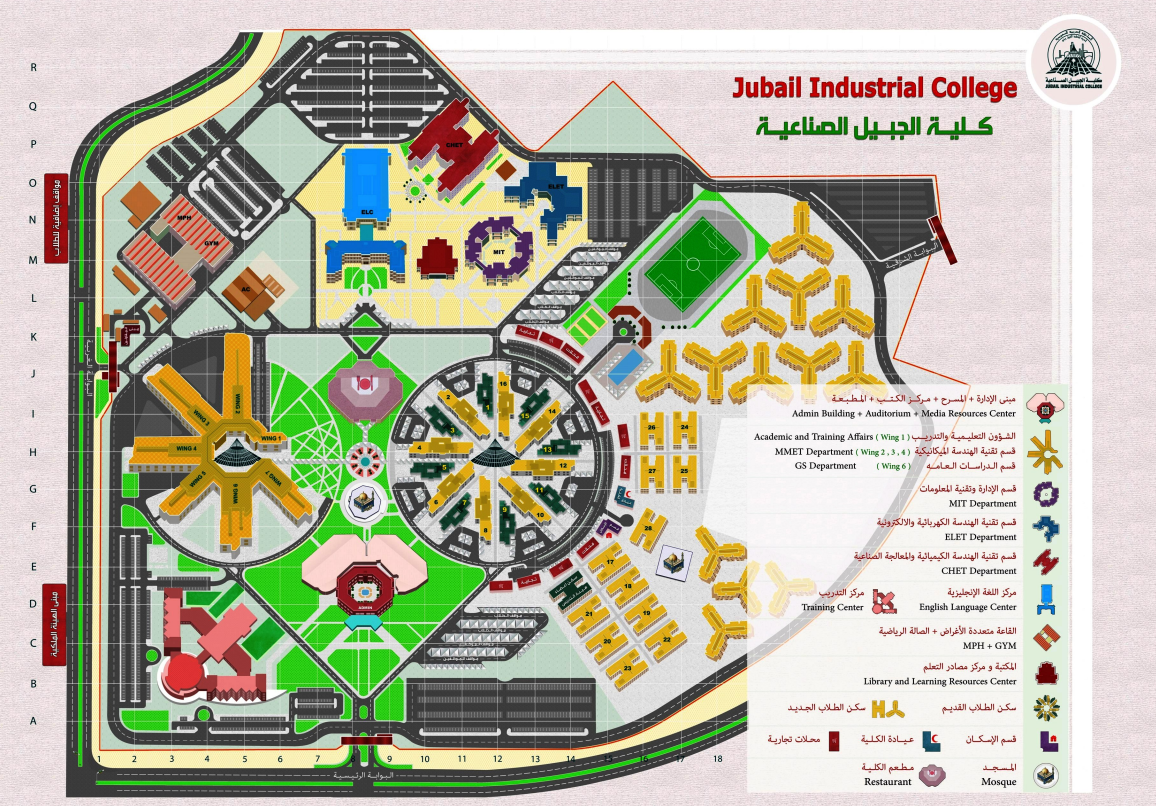 Jubail Industrial College
كلية الجبيل الصناعية
JUBAIL INDUSTRIAL COLLEGE
R
Q
P
O
N
M
L
K
J
I
H
G
F
E
D
C
B
A
1 2 3 4 5 6 7 8 9 10 11 12 13 14 15 16 17 18
مواقف إضافية للطلاب
مبنى الهيئة الملكية
البوابة الشرقية
البوابة الغربية
البوابة الرئيسية
CHET
ELC
ELET
MIT
MPH
GYM
AC
WING 1
WING 2
WING 3
WING 4
WING 5
WING 6
WING 7
ADMIN
16
2
1
3
15
14
4
13
5
12
6
7
11
8
9
10
26
24
27
25
28
17
18
21
19
20
22
23
مبنى الإدارة + المسرح + مركز الكتب + المطبعة
Admin Building + Auditorium + Media Resources Center
الشؤون التعليمية والتدريب
Academic and Training Affairs ( Wing 1 )
قسم تقنية الهندسة الميكانيكية
MMET Department ( Wing 2 , 3 , 4 )
قسم الدراسات العامه
GS Department ( Wing 6 )
قسم الإدارة وتقنية المعلومات
MIT Department
قسم تقنية الهندسة الكهربائية والالكترونية
ELET Department
قسم تقنية الهندسة الكيميائية والمعالجة الصناعية
CHET Department
مركز اللغة الإنجليزية
English Language Center
مركز التدريب
Training Center
القاعة متعددة الأغراض + الصالة الرياضية
MPH + GYM
المكتبة و مركز مصادر التعلم
Library and Learning Resources Center
سكن الطلاب القديم
سكن الطلاب الجديد
قسم الإسكان
عيادة الكلية
محلات تجارية
المسجد
Mosque
مطعم الكلية
Restaurant